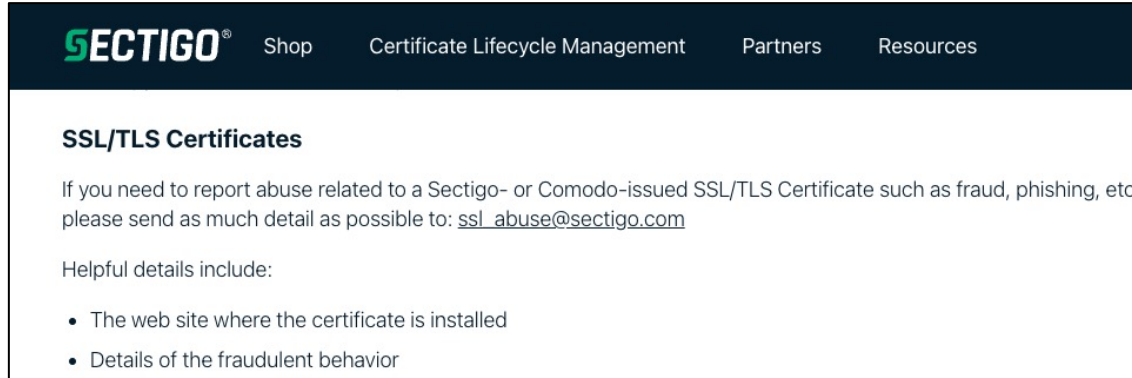 SECTIGO® Shop Certificate Lifecycle Management Partners Resources
SSL/TLS Certificates
If you need to report abuse related to a Sectigo- or Comodo-issued SSL/TLS Certificate such as fraud, phishing, etc
please send as much detail as possible to: ssl_abuse@sectigo.com
Helpful details include:
• The web site where the certificate is installed
• Details of the fraudulent behavior